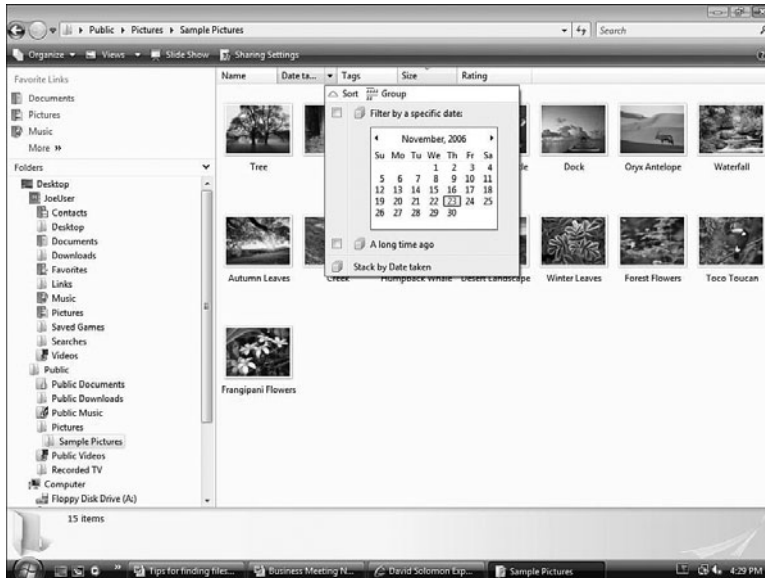 Public ▸ Pictures ▸ Sample Pictures
Search
Organize Views Slide Show Sharing Settings
Favorite Links
Documents
Pictures
Music
More »
Folders
Desktop
JoeUser
Contacts
Desktop
Documents
Downloads
Favorites
Links
Music
Pictures
Saved Games
Searches
Videos
Public
Public Documents
Public Downloads
Public Music
Pictures
Sample Pictures
Public Videos
Recorded TV
Computer
Floppy Disk Drive (A:)
Name Date ta... Tags Size Rating
Sort Group
Filter by a specific date:
November, 2006
Su Mo Tu We Th Fr Sa
1 2 3 4
5 6 7 8 9 10 11
12 13 14 15 16 17 18
19 20 21 22 23 24 25
26 27 28 29 30
A long time ago
Stack by Date taken
Tree Dock Oryx Antelope Waterfall
Autumn Leaves Creek Humpback Whale Desert Landscape Winter Leaves Forest Flowers Toco Toucan
Frangipani Flowers
15 items
Tips for finding files... Business Meeting N... David Solomon Exp... Sample Pictures 4:29 PM